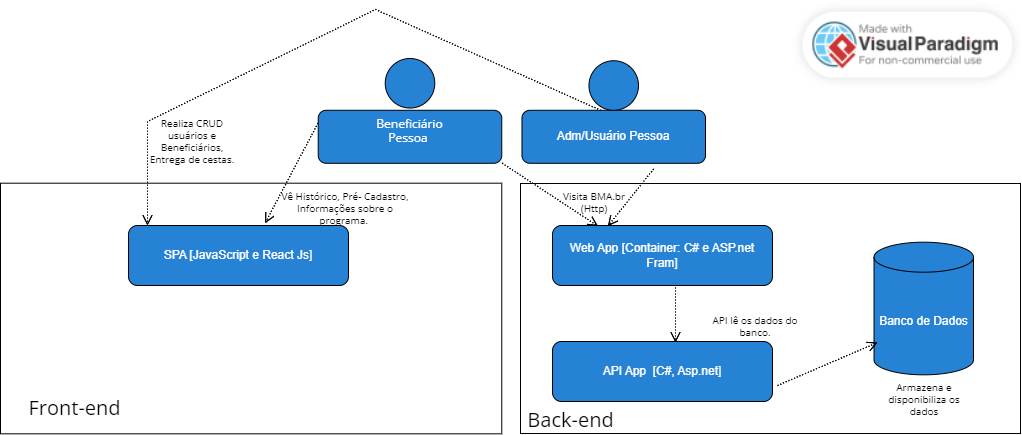 Made with
Visual Paradigm
For non-commercial use
Beneficiário
Pessoa
Adm/Usuário Pessoa
Realiza CRUD
usuários e
Beneficiários,
Entrega de cestas.
Vê Histórico, Pré- Cadastro,
Informações sobre o
programa.
Visita BMA.br
(Http)
SPA [JavaScript e React Js]
Web App [Container: C# e ASP.net
Fram]
API lê os dados do
banco.
Banco de Dados
API App [C#, Asp.net]
Armazena e
disponibiliza os
dados
Front-end
Back-end